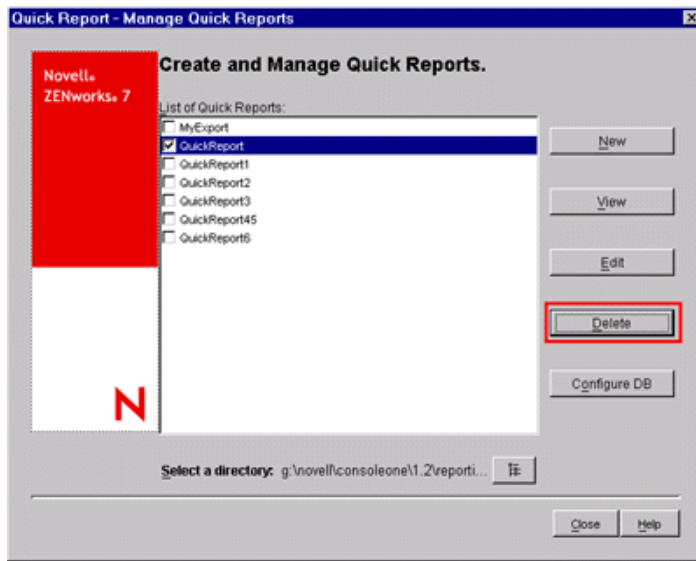 Quick Report - Manage Quick Reports
Novell®
ZENworks® 7
Create and Manage Quick Reports.
List of Quick Reports:
MyExport
QuickReport
QuickReport1
QuickReport2
QuickReport3
QuickReport45
QuickReport6
New
View
Edit
Delete
Configure DB
N
Select a directory: g:\novell\consoleone\1.2\reporti...
Close
Help